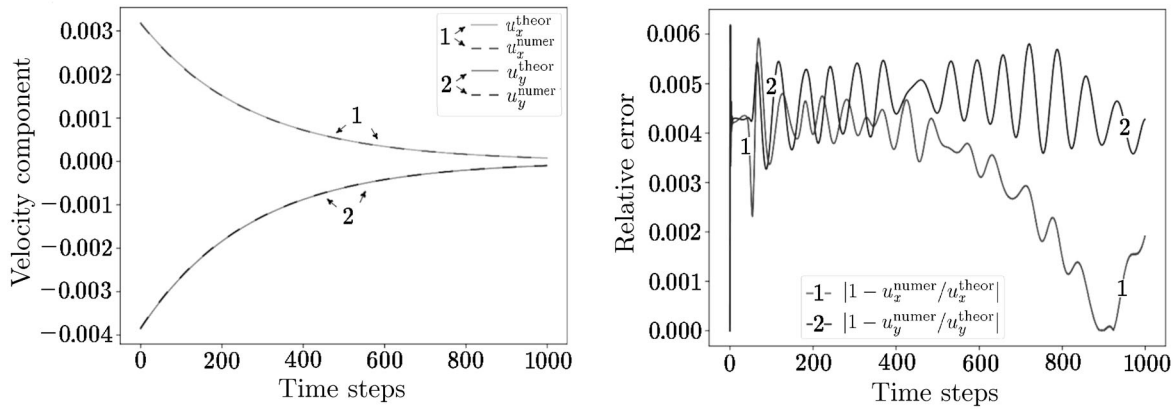 0.003
0.002
0.001
0.000
−0.001
−0.002
−0.003
−0.004
Velocity component
1
u_x^theor
u_x^numer
2
u_y^theor
u_y^numer
1
2
0 200 400 600 800 1000
Time steps
0.006
0.005
0.004
0.003
0.002
0.001
0.000
Relative error
2
1
2
1
-1- |1 − u_x^numer/u_x^theor|
-2- |1 − u_y^numer/u_y^theor|
0 200 400 600 800 1000
Time steps